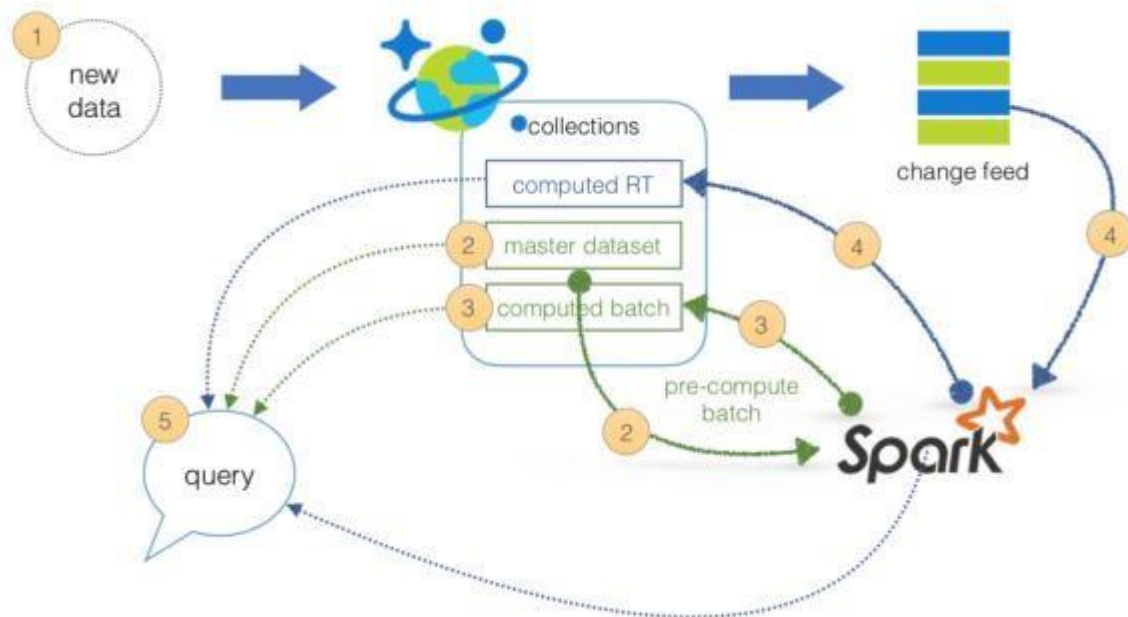 1
new
data
collections
computed RT
change feed
2
master dataset
4
4
3
computed batch
3
pre-compute
batch
5
2
Spark
query